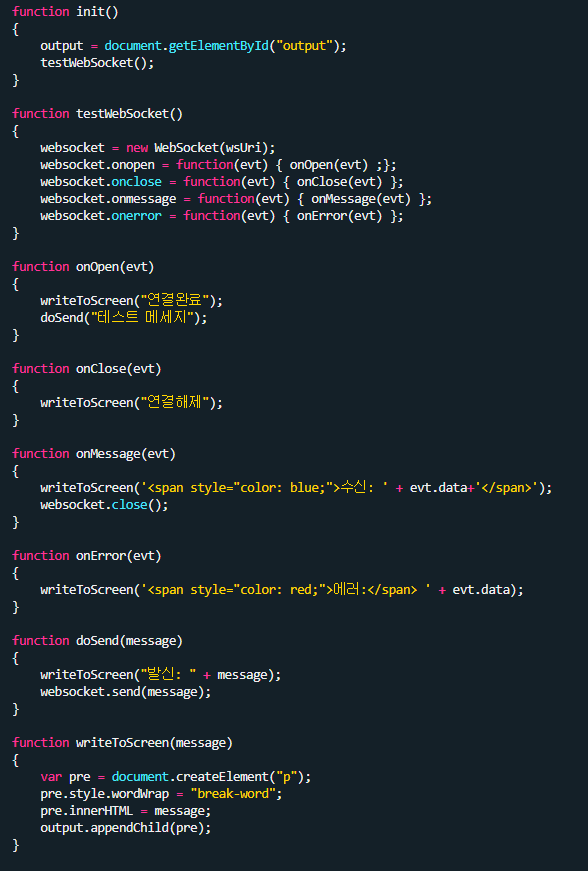 function init()
{
    output = document.getElementById("output");
    testWebSocket();
}
function testWebSocket()
{
    websocket = new WebSocket(wsUri);
    websocket.onopen = function(evt) { onOpen(evt) ;};
    websocket.onclose = function(evt) { onClose(evt) };
    websocket.onmessage = function(evt) { onMessage(evt) };
    websocket.onerror = function(evt) { onError(evt) };
}
function onOpen(evt)
{
    writeToScreen("연결완료");
    doSend("테스트 메세지");
}
function onClose(evt)
{
    writeToScreen("연결해제");
}
function onMessage(evt)
{
    writeToScreen('<span style="color: blue;">수신: ' + evt.data+'</span>');
    websocket.close();
}
function onError(evt)
{
    writeToScreen('<span style="color: red;">에러:</span> ' + evt.data);
}
function doSend(message)
{
    writeToScreen("발신: " + message);
    websocket.send(message);
}
function writeToScreen(message)
{
    var pre = document.createElement("p");
    pre.style.wordWrap = "break-word";
    pre.innerHTML = message;
    output.appendChild(pre);
}